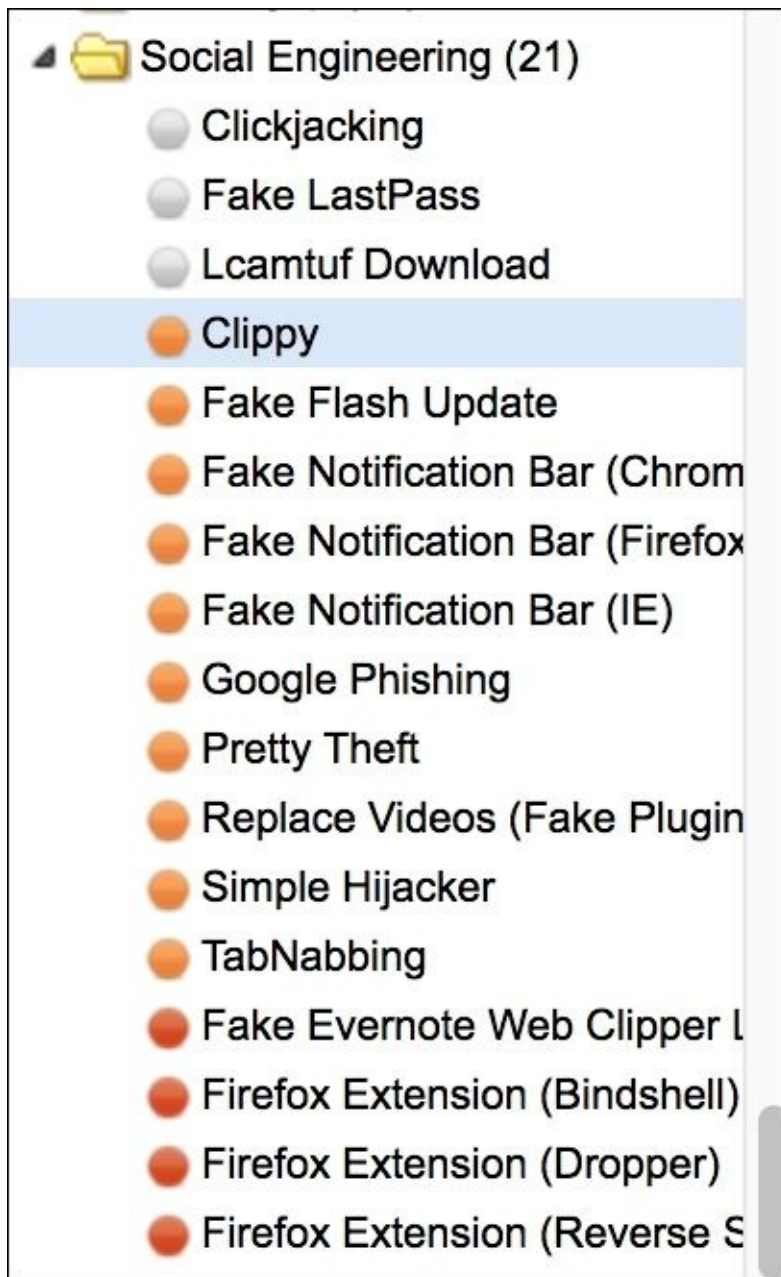 Social Engineering (21)
Clickjacking
Fake LastPass
Lcamtuf Download
Clippy
Fake Flash Update
Fake Notification Bar (Chrom
Fake Notification Bar (Firefox
Fake Notification Bar (IE)
Google Phishing
Pretty Theft
Replace Videos (Fake Plugin
Simple Hijacker
TabNabbing
Fake Evernote Web Clipper L
Firefox Extension (Bindshell)
Firefox Extension (Dropper)
Firefox Extension (Reverse S